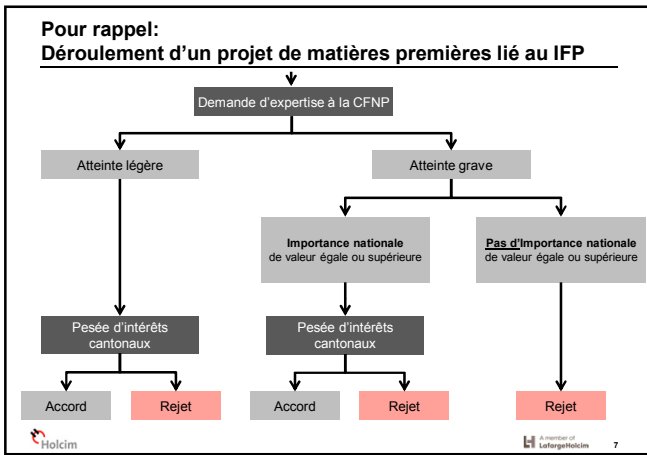 Pour rappel:
Déroulement d'un projet de matières premières lié au IFP
Demande d'expertise à la CFNP
Atteinte légère
Atteinte grave
Importance nationale
de valeur égale ou supérieure
Pas d'Importance nationale
de valeur égale ou supérieure
Pesée d'intérêts
cantonaux
Pesée d'intérêts
cantonaux
Accord
Rejet
Accord
Rejet
Rejet
Holcim
A member of
LafargeHolcim
7